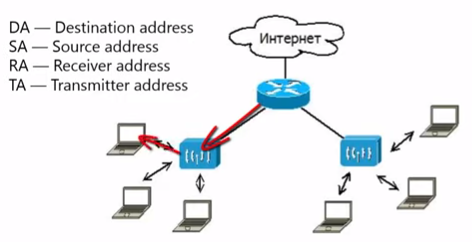 DA — Destination address
SA — Source address
RA — Receiver address
TA — Transmitter address
Интернет